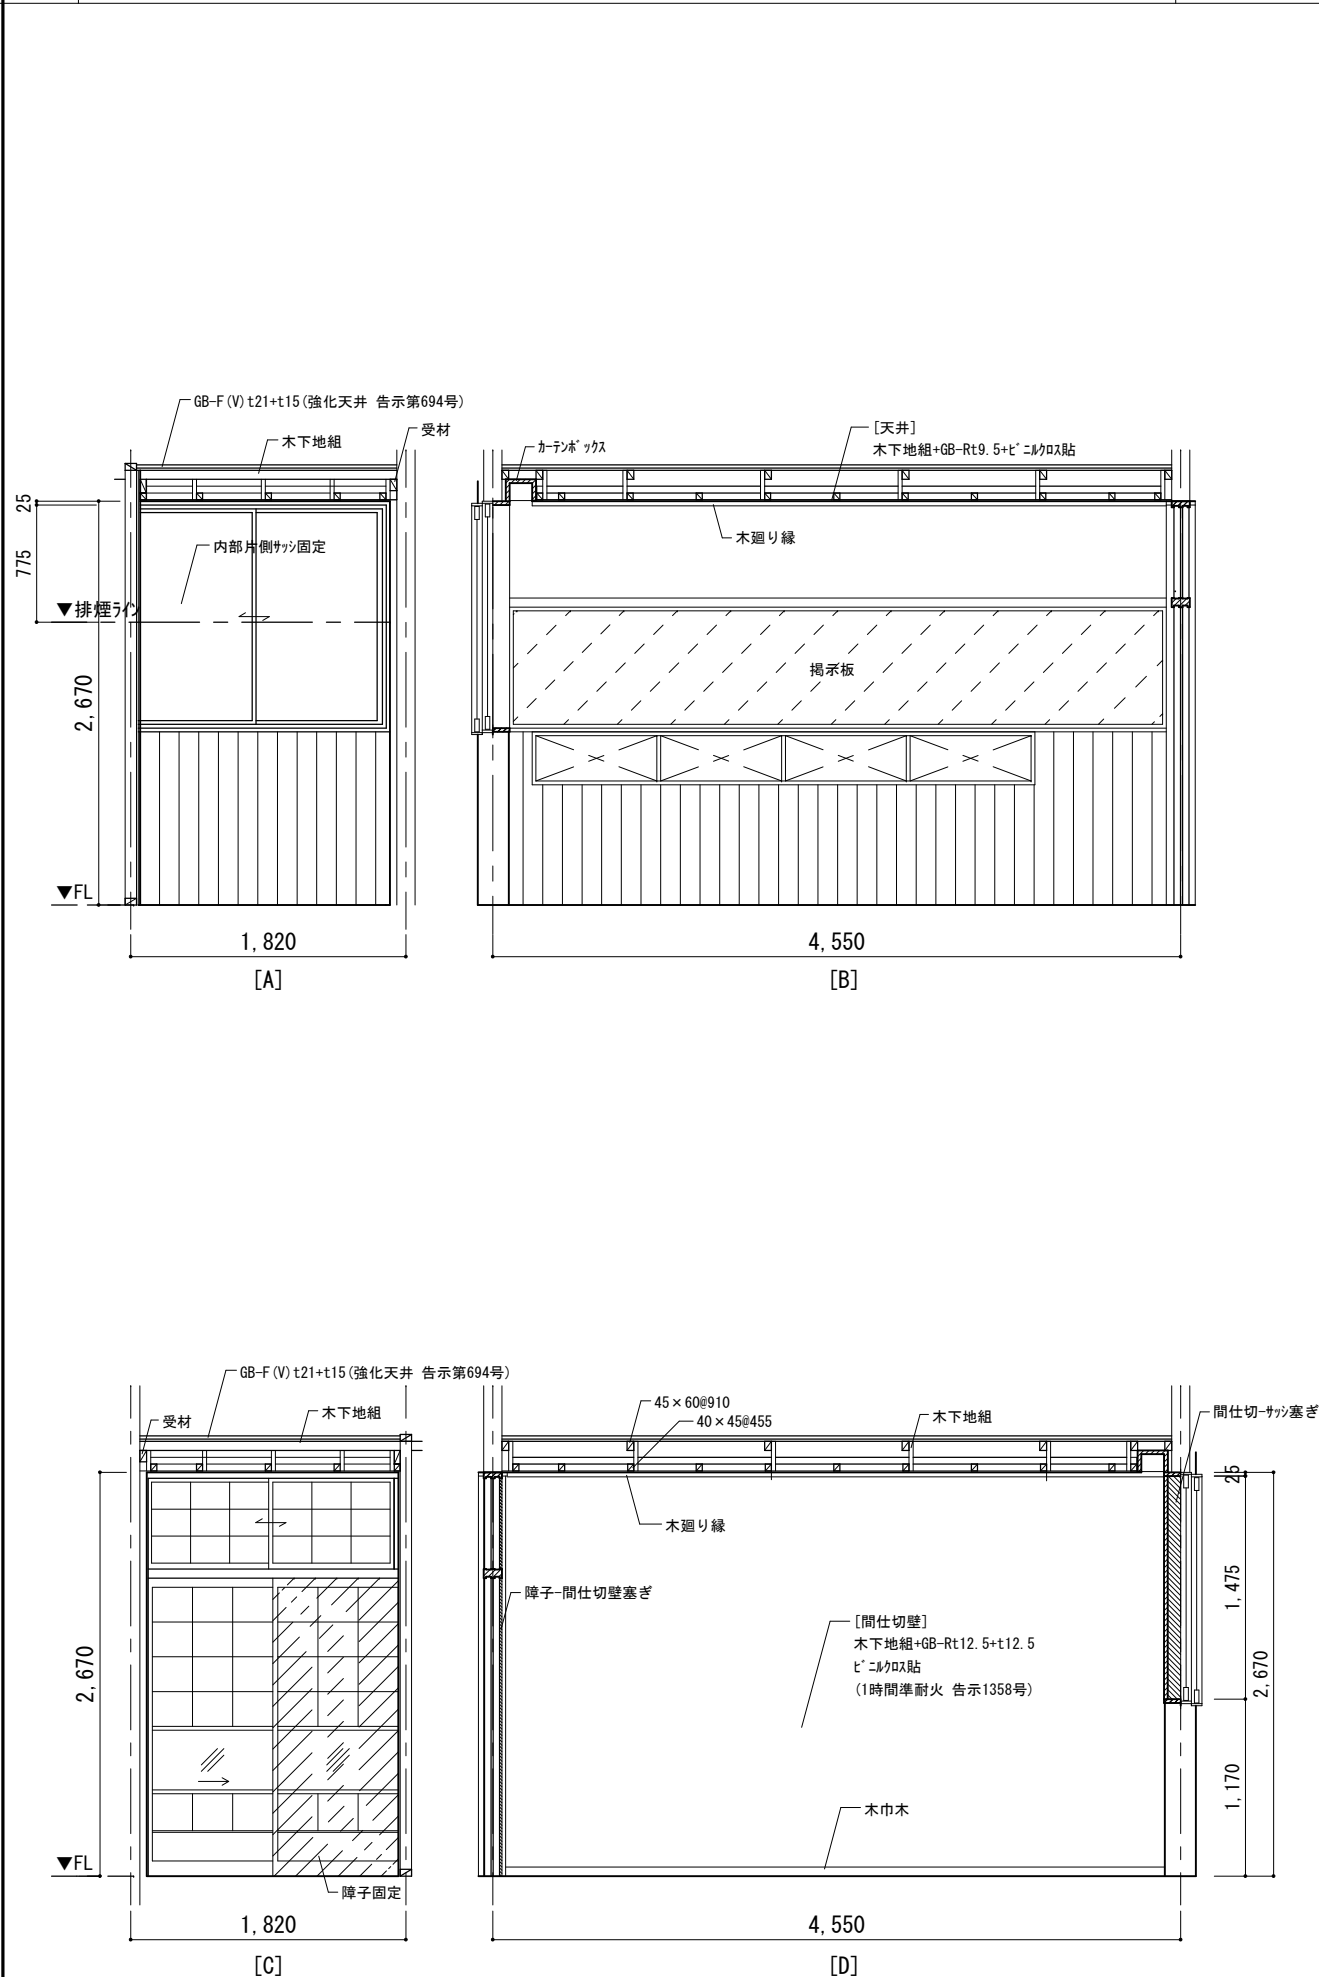 GB-F(V)t21+t15(強化天井 告示第694号)
木下地組
受材
25
775
内部片側ｻｯｼ固定
▼排煙ﾗｲﾝ
2,670
▼FL
1,820
[A]
ｶｰﾃﾝﾎﾞｯｸｽ
[天井]
木下地組+GB-Rt9.5+ﾋﾞﾆﾙｸﾛｽ貼
木廻り縁
掲示板
4,550
[B]
GB-F(V)t21+t15(強化天井 告示第694号)
受材
木下地組
2,670
▼FL
障子固定
1,820
[C]
45×60@910
40×45@455
木下地組
間仕切-ｻｯｼ塞ぎ
木廻り縁
障子-間仕切壁塞ぎ
[間仕切壁]
木下地組+GB-Rt12.5+t12.5
ﾋﾞﾆﾙｸﾛｽ貼
(1時間準耐火 告示1358号)
木巾木
25
1,475
2,670
1,170
4,550
[D]